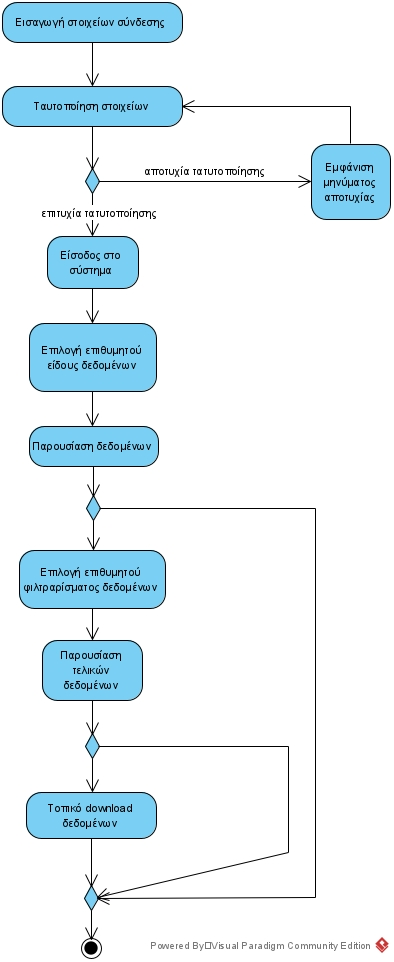 Εισαγωγή στοιχείων σύνδεσης
Ταυτοποίηση στοιχείων
αποτυχία τατυτοποίησης
Εμφάνιση
μηνύματος
αποτυχίας
επιτυχία τατυτοποίησης
Είσοδος στο
σύστημα
Επιλογή επιθυμητού
είδους δεδομένων
Παρουσίαση δεδομένων
Επιλογή επιθυμητού
φιλτραρίσματος δεδομένων
Παρουσίαση
τελικών
δεδομένων
Τοπικό download
δεδομένων
Powered By□Visual Paradigm Community Edition